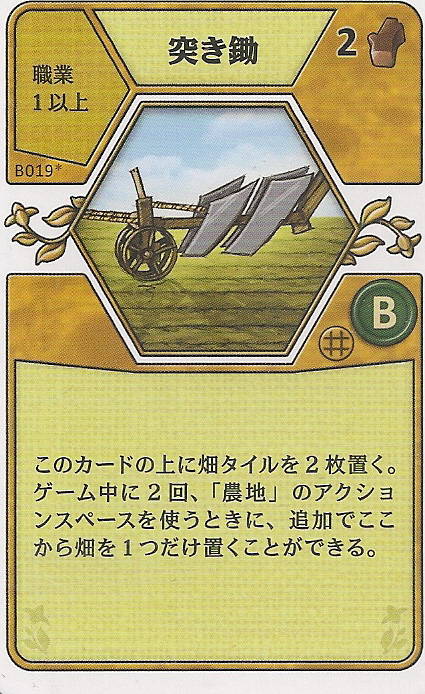 突き鋤
2
職業
1以上
B019*
B
このカードの上に畑タイルを2枚置く。
ゲーム中に2回、「農地」のアクショ
ンスペースを使うときに、追加でここ
から畑を1つだけ置くことができる。